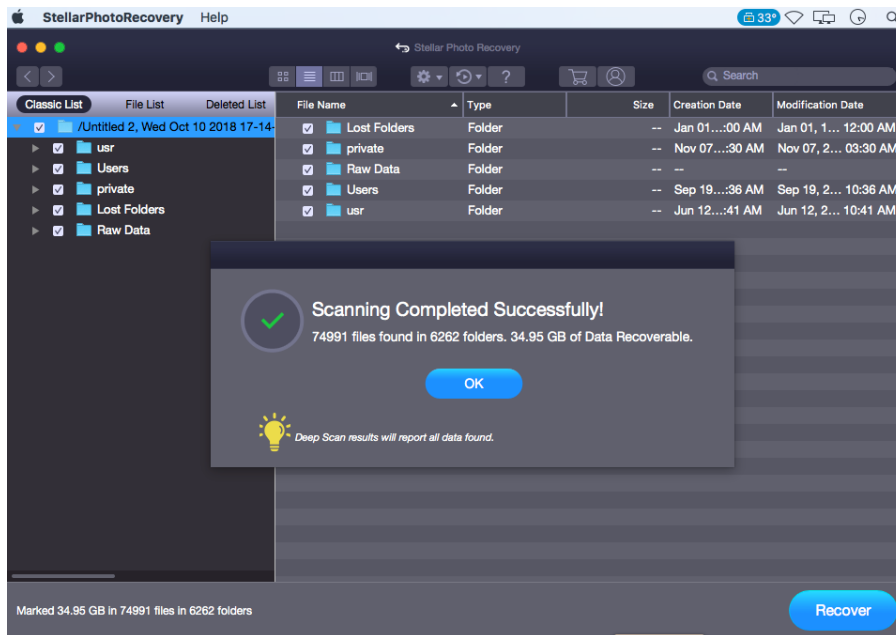 StellarPhotoRecovery Help 33°
Stellar Photo Recovery
? Search
Classic List File List Deleted List File Name Type Size Creation Date Modification Date
/Untitled 2, Wed Oct 10 2018 17-14- Lost Folders Folder -- Jan 01...:00 AM Jan 01, 1... 12:00 AM
usr private Folder -- Nov 07...:30 AM Nov 07, 2... 03:30 AM
Users Raw Data Folder -- -- --
private Users Folder -- Sep 19...:36 AM Sep 19, 2... 10:36 AM
Lost Folders usr Folder -- Jun 12...:41 AM Jun 12, 2... 10:41 AM
Raw Data
Scanning Completed Successfully!
74991 files found in 6262 folders. 34.95 GB of Data Recoverable.
OK
Deep Scan results will report all data found.
Marked 34.95 GB in 74991 files in 6262 folders Recover